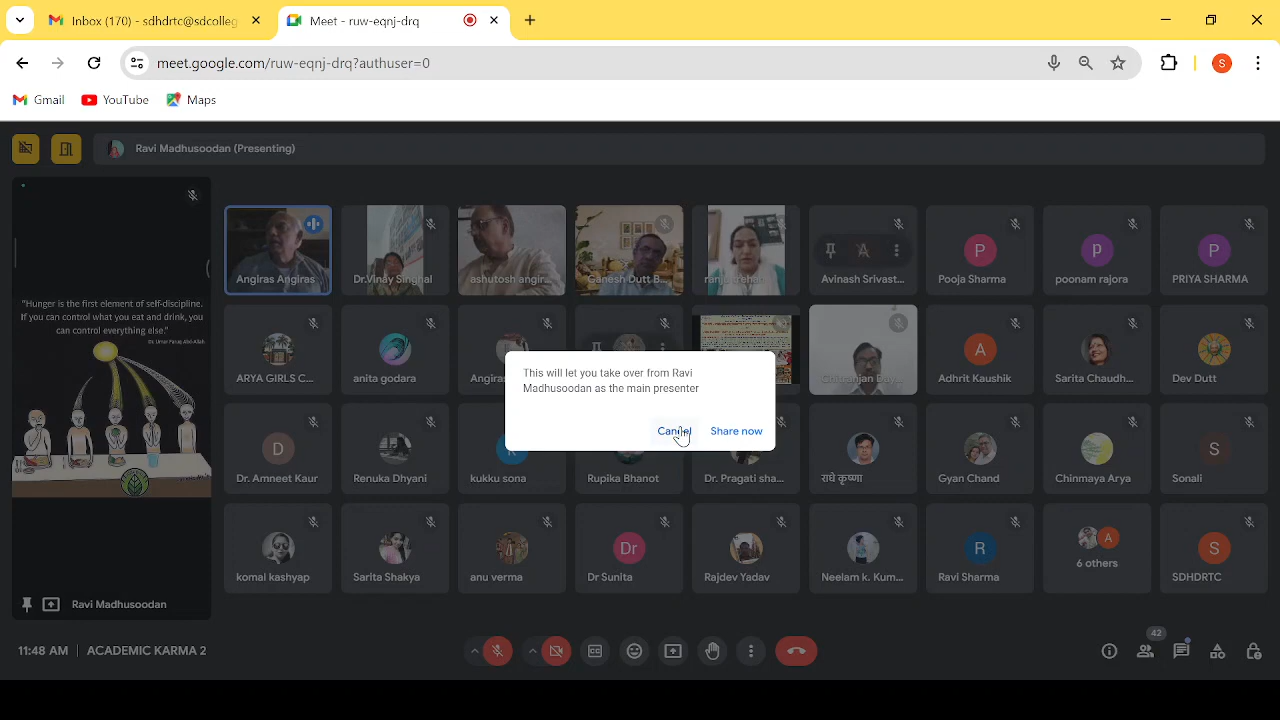 Inbox (170) - sdhdrtc@sdcolleg
Meet - ruw-eqnj-drq
meet.google.com/ruw-eqnj-drq?authuser=0
Gmail
YouTube
Maps
Ravi Madhusoodan (Presenting)
"Hunger is the first element of self-discipline.
If you can control what you eat and drink, you
can control everything else."
Ravi Madhusoodan
Angiras Angiras
Dr.Vinay Singhal
ashutosh angir...
Ganesh Dutt B...
Avinash Srivast...
P
Pooja Sharma
p
poonam rajora
P
PRIYA SHARMA
ARYA GIRLS C...
anita godara
A
Adhrit Kaushik
Sarita Chaudh...
Dev Dutt
This will let you take over from Ravi
Madhusoodan as the main presenter
Cancel
Share now
D
Dr. Amneet Kaur
Renuka Dhyani
kukku sona
Rupika Bhanot
Dr. Pragati sha...
राधे कृष्णा
Gyan Chand
Chinmaya Arya
S
Sonali
komal kashyap
Sarita Shakya
anu verma
Dr
Dr Sunita
Rajdev Yadav
Neelam k. Kum...
R
Ravi Sharma
A
6 others
S
SDHDRTC
11:48 AM
ACADEMIC KARMA 2
42
S